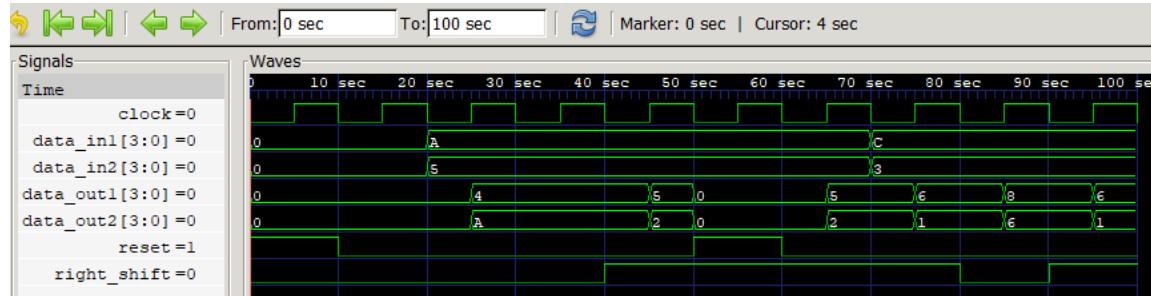 From: 0 sec To: 100 sec Marker: 0 sec | Cursor: 4 sec
Signals Waves
Time 0 10 sec 20 sec 30 sec 40 sec 50 sec 60 sec 70 sec 80 sec 90 sec 100 se
clock=0
data_in1[3:0]=0 0 A C
data_in2[3:0]=0 0 5 3
data_out1[3:0]=0 0 4 5 0 5 6 8 6
data_out2[3:0]=0 0 A 2 0 2 1 6 1
reset=1
right_shift=0